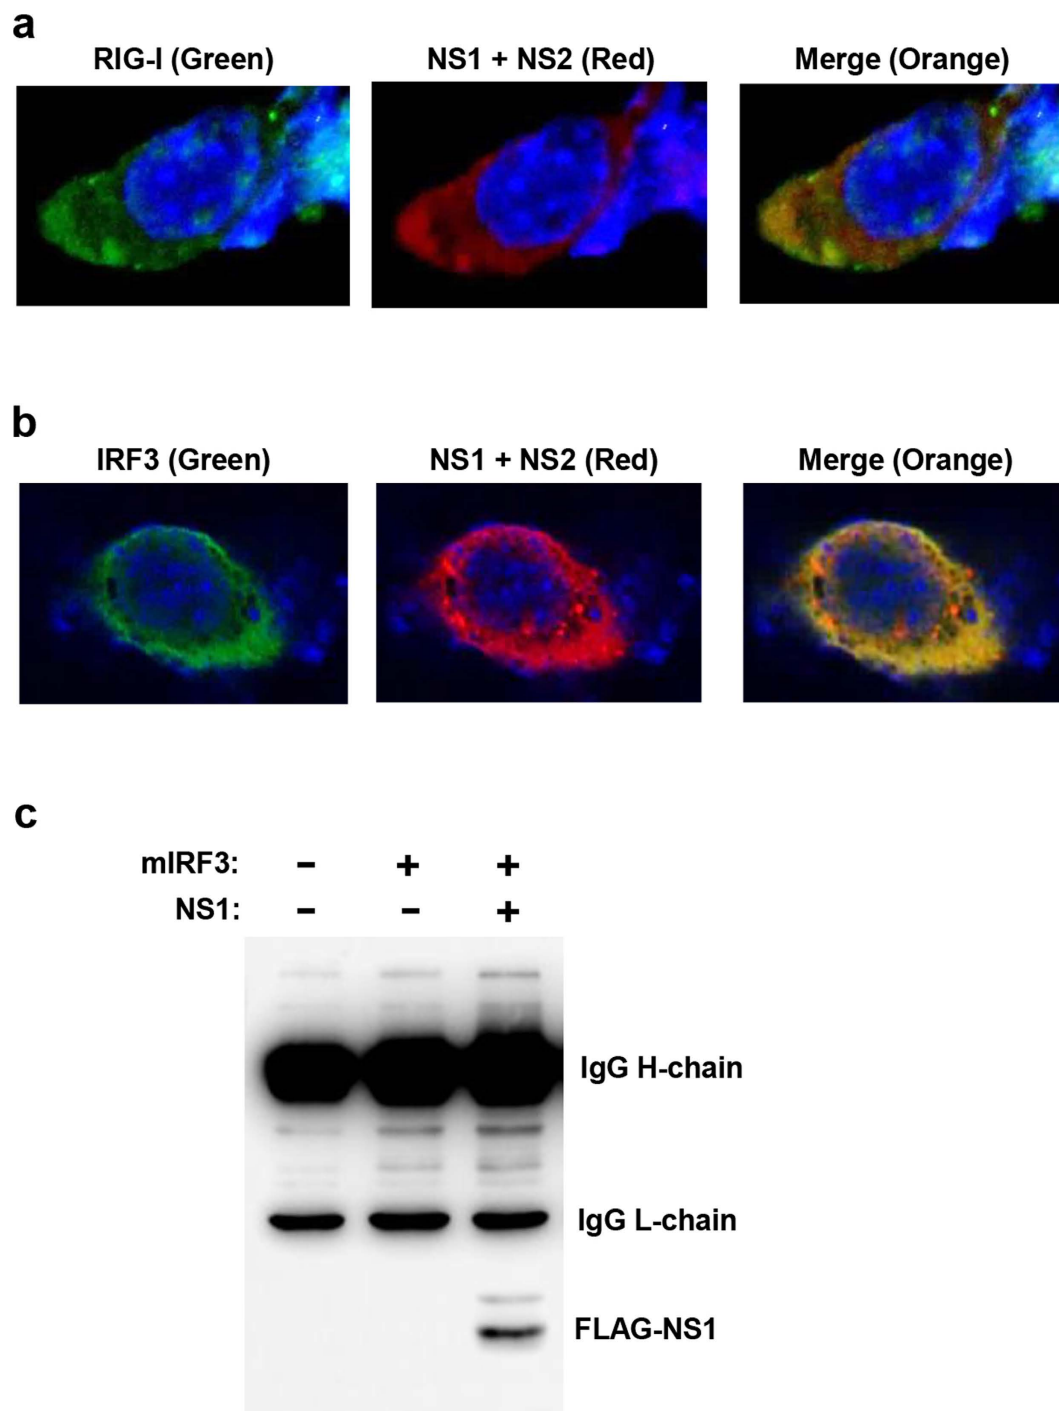 a
RIG-I (Green) NS1 + NS2 (Red) Merge (Orange)
b
IRF3 (Green) NS1 + NS2 (Red) Merge (Orange)
c
mIRF3: - + +
NS1: - - +
IgG H-chain
IgG L-chain
FLAG-NS1